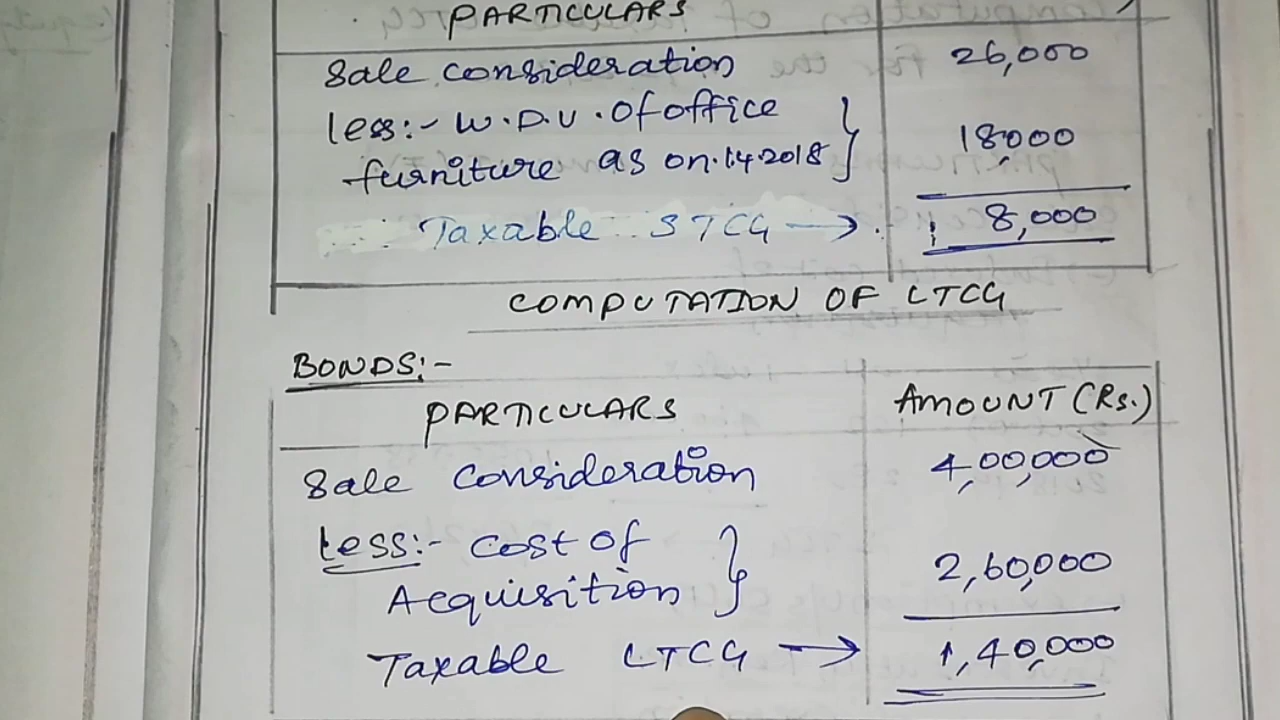 PARTICULARS
Sale consideration 26,000
less:- W.D.V. Of office
furniture as on.1.4.2018 18,000
Taxable STCG → 8,000
COMPUTATION OF LTCG
BONDS:-
PARTICULARS AMOUNT (Rs.)
Sale Consideration 4,00,000
Less:- Cost of
Acquisition 2,60,000
Taxable LTCG → 1,40,000